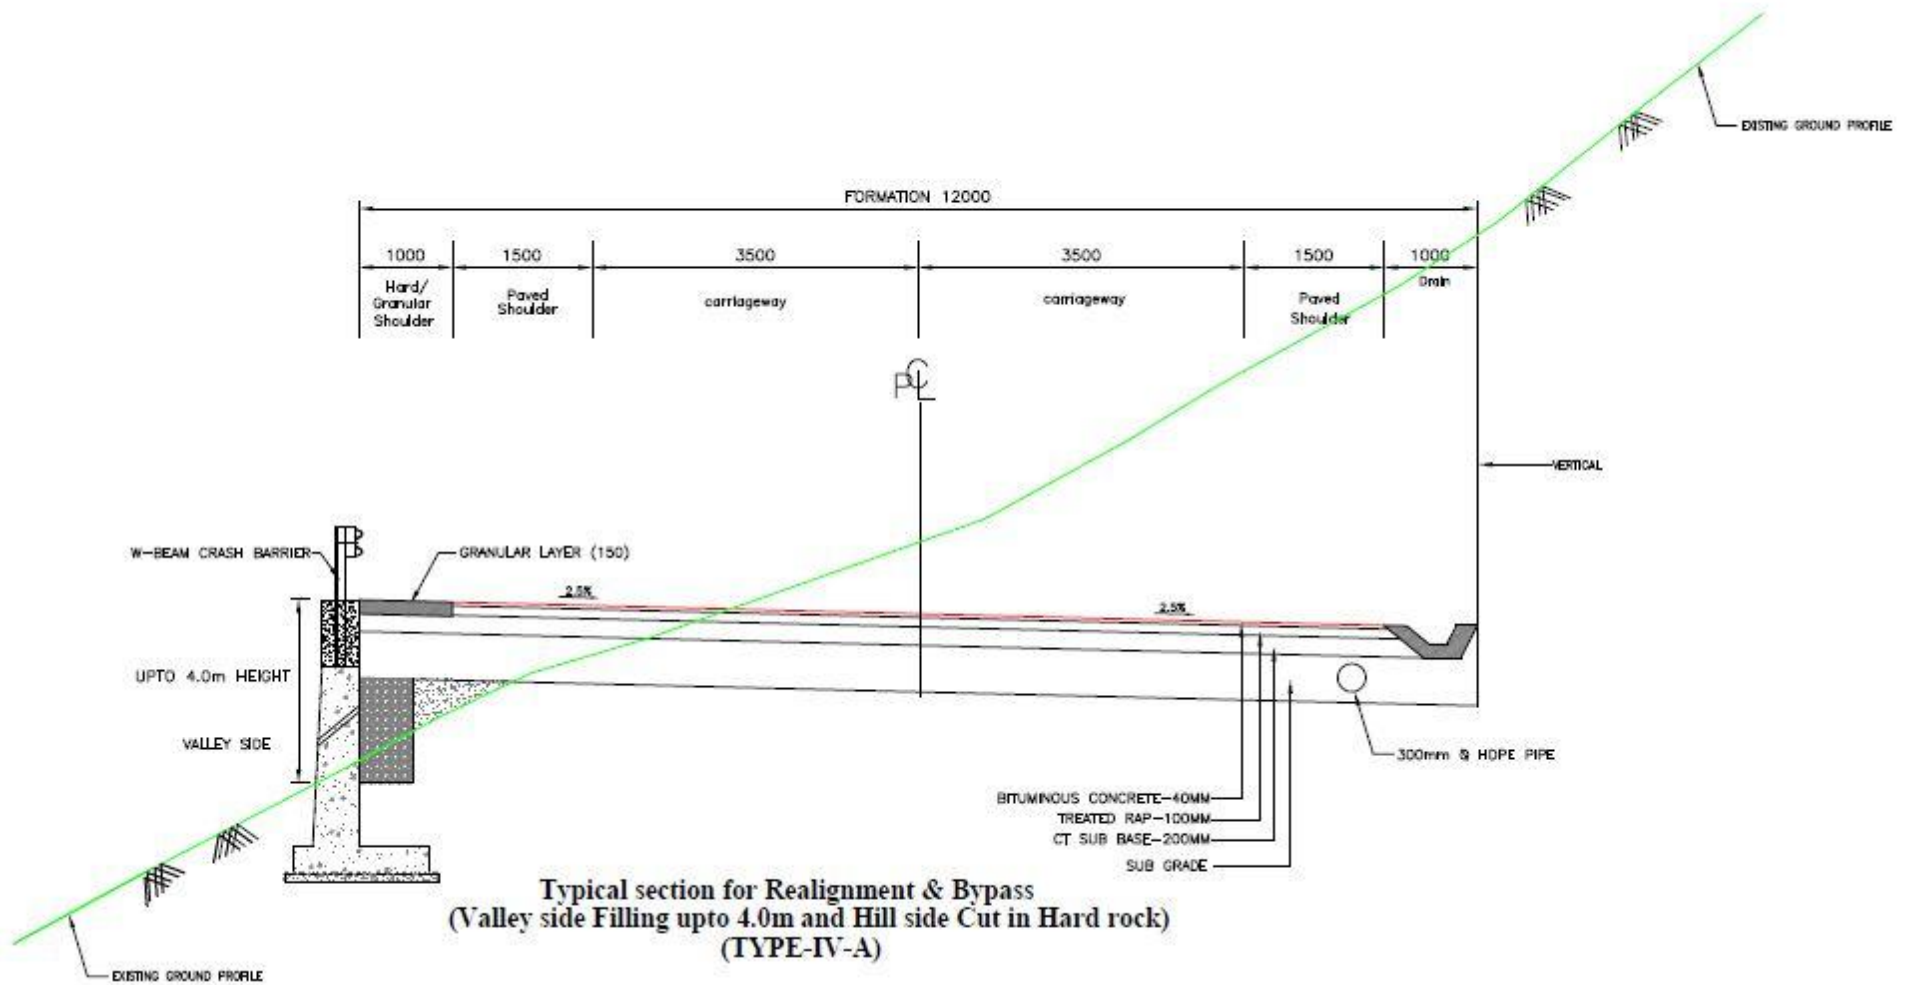 EXISTING GROUND PROFILE
FORMATION 12000
1000
1500
3500
3500
1500
1000
Hard/
Granular
Shoulder
Paved
Shoulder
carriageway
carriageway
Paved
Shoulder
Drain
PCL
VERTICAL
W-BEAM CRASH BARRIER
GRANULAR LAYER (150)
2.5%
2.5%
UPTO 4.0m HEIGHT
VALLEY SIDE
300mm Ø HDPE PIPE
BITUMINOUS CONCRETE-40MM
TREATED RAP-100MM
CT SUB BASE-200MM
SUB GRADE
Typical section for Realignment & Bypass
(Valley side Filling upto 4.0m and Hill side Cut in Hard rock)
(TYPE-IV-A)
EXISTING GROUND PROFILE